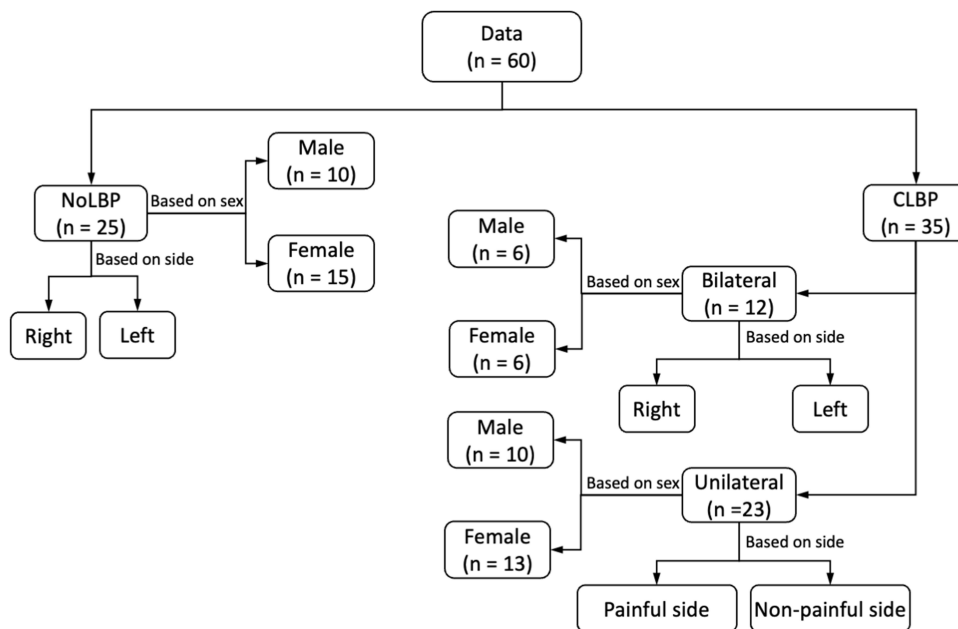 Data
(n = 60)
NoLBP
(n = 25)
Based on sex
Male
(n = 10)
Female
(n = 15)
Based on side
Right
Left
CLBP
(n = 35)
Bilateral
(n = 12)
Based on sex
Male
(n = 6)
Female
(n = 6)
Based on side
Right
Left
Unilateral
(n =23)
Based on sex
Male
(n = 10)
Female
(n = 13)
Based on side
Painful side
Non-painful side